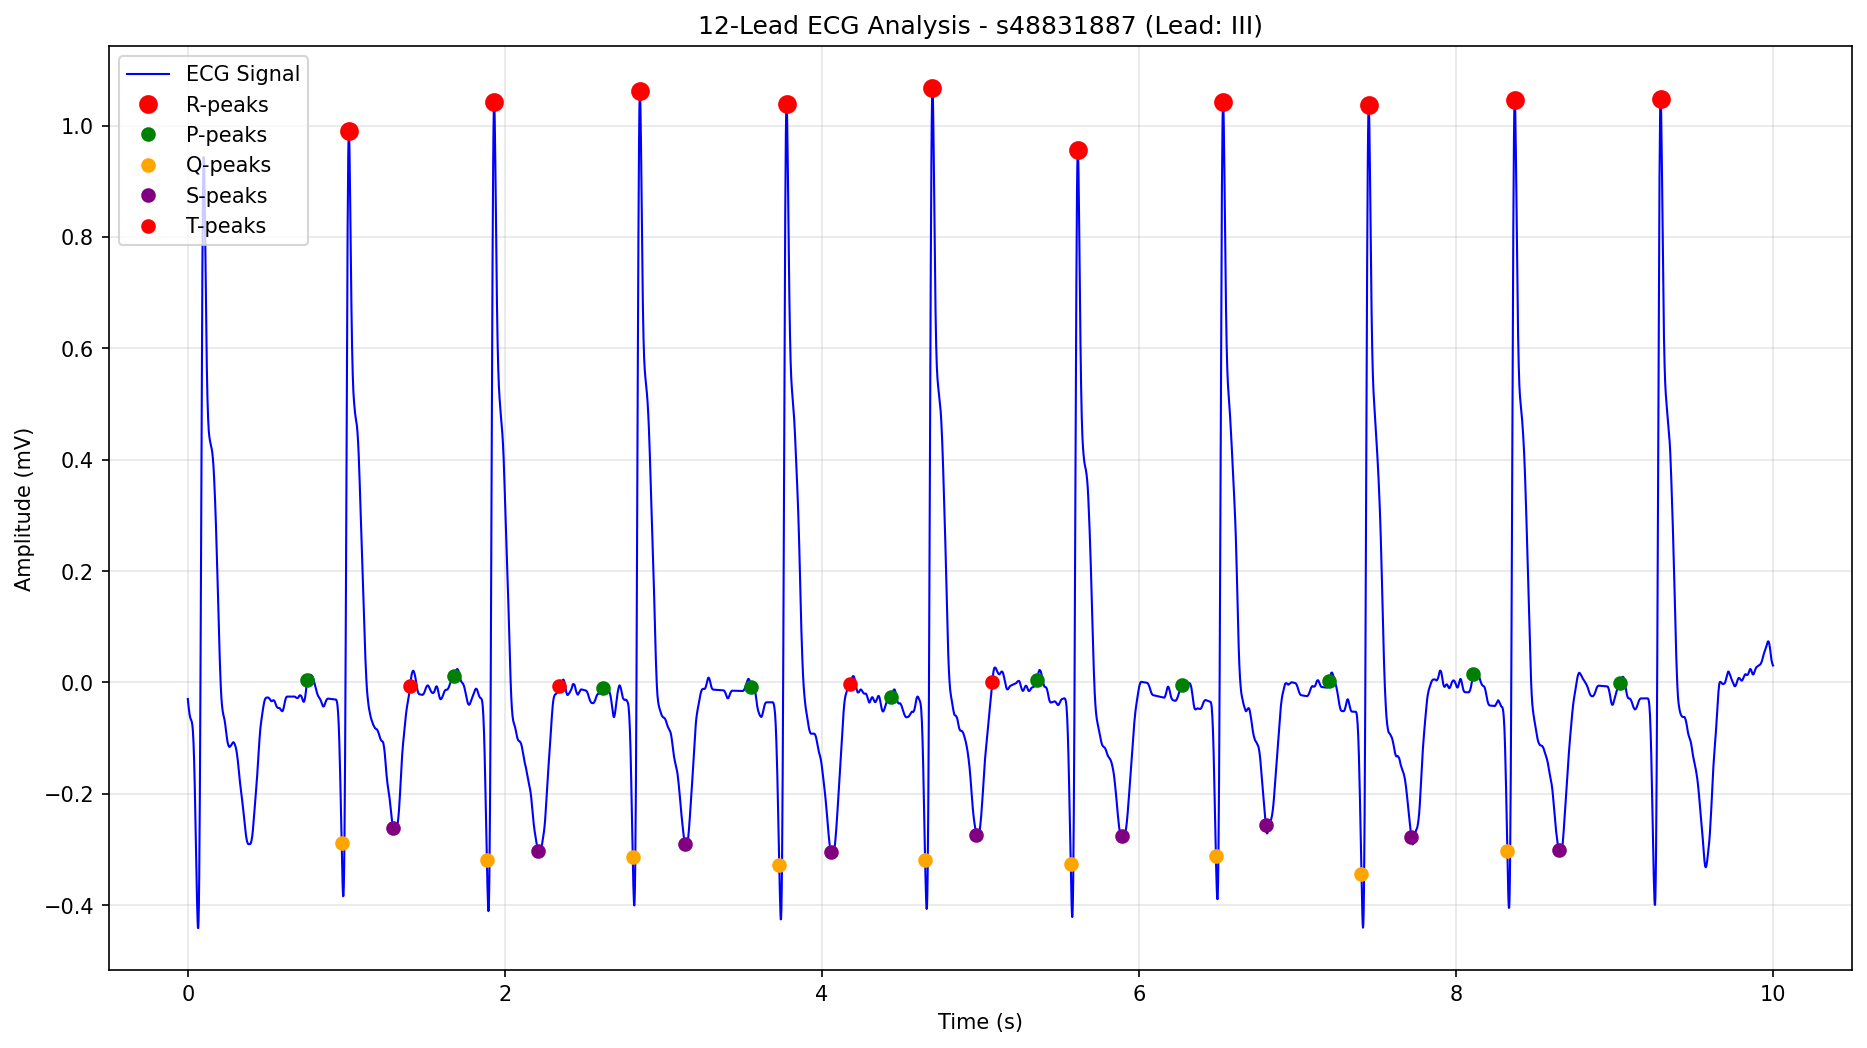 12-Lead ECG Analysis - s48831887 (Lead: III)
ECG Signal
R-peaks
P-peaks
Q-peaks
S-peaks
T-peaks
1.0
0.8
0.6
0.4
0.2
0.0
−0.2
−0.4
Amplitude (mV)
0 2 4 6 8 10
Time (s)